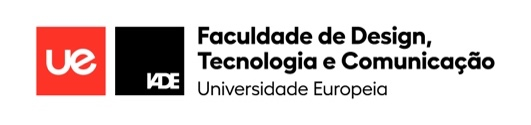 ue
IADE
Faculdade de Design,
Tecnologia e Comunicação
Universidade Europeia